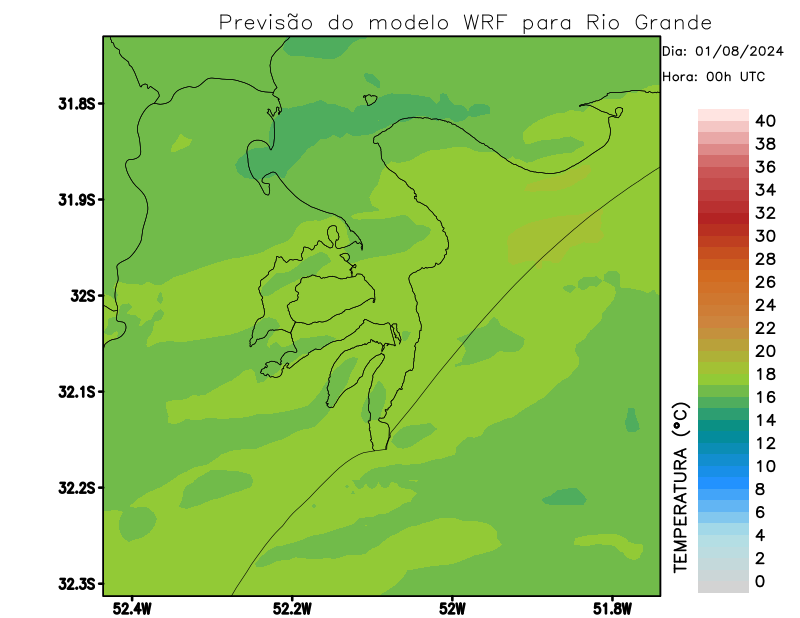 Previsão do modelo WRF para Rio Grande
Dia: 01/08/2024
Hora: 00h UTC
31.8S
31.9S
32S
32.1S
32.2S
32.3S
52.4W
52.2W
52W
51.8W
TEMPERATURA (°C)
40
38
36
34
32
30
28
26
24
22
20
18
16
14
12
10
8
6
4
2
0